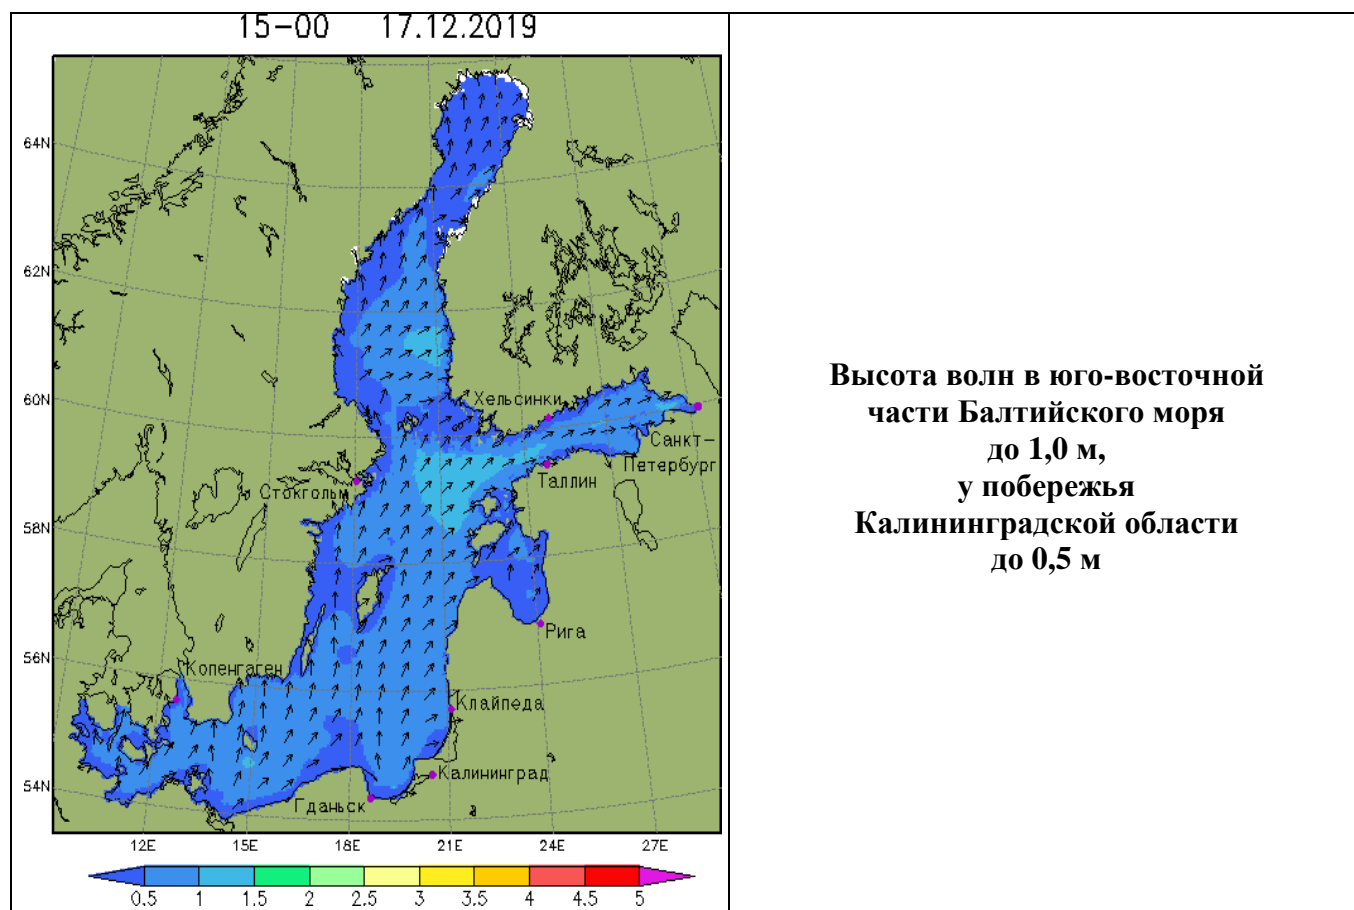 15-00 17.12.2019
64N
62N
60N
58N
56N
54N
Хельсинки
Санкт-
Петербург
Таллин
Стокгольм
Рига
Копенгаген
Клайпеда
Калининград
Гданьск
12E 15E 18E 21E 24E 27E
0,5 1 1,5 2 2,5 3 3,5 4 4,5 5
Высота волн в юго-восточной
части Балтийского моря
до 1,0 м,
у побережья
Калининградской области
до 0,5 м